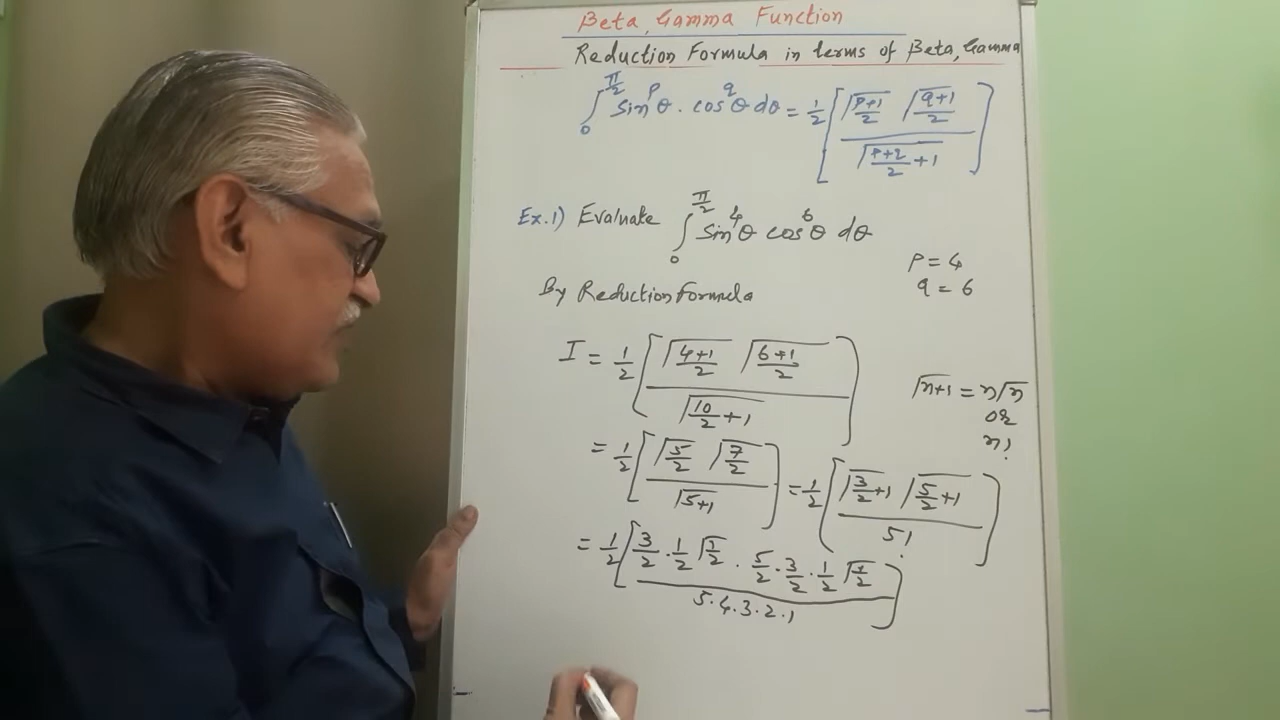 Beta, Gamma Function
Reduction Formula in terms of Beta, Gamma
∫₀^(π/2) sin^p θ · cos^q θ dθ = 1/2 [ Γ((p+1)/2) Γ((q+1)/2) / Γ((p+q)/2 + 1) ]
Ex.1) Evaluate ∫₀^(π/2) sin⁴θ cos⁶θ dθ
p = 4
q = 6
By Reduction Formula
I = 1/2 [ Γ((4+1)/2) Γ((6+1)/2) / Γ(10/2 + 1) ]
Γ(n+1) = n Γn
or
n!
= 1/2 [ Γ(5/2) Γ(7/2) / Γ(5+1) ] = 1/2 [ Γ(3/2 + 1) Γ(5/2 + 1) / 5! ]
= 1/2 [ 3/2 · 1/2 Γ(1/2) · 5/2 · 3/2 · 1/2 Γ(1/2) / 5·4·3·2·1 ]